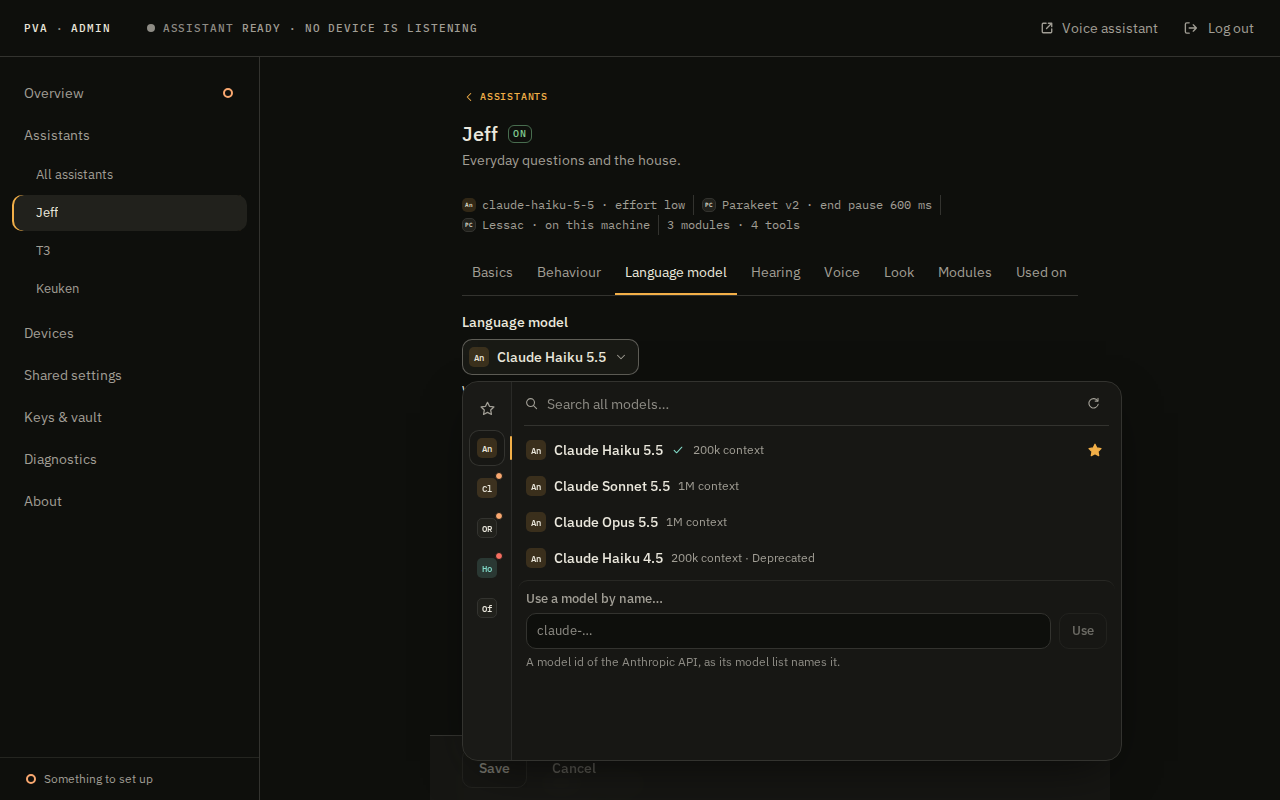 PVA · ADMIN
ASSISTANT READY · NO DEVICE IS LISTENING
Voice assistant
Log out
Overview
Assistants
All assistants
Jeff
T3
Keuken
Devices
Shared settings
Keys & vault
Diagnostics
About
Something to set up
ASSISTANTS
Jeff ON
Everyday questions and the house.
An claude-haiku-5-5 · effort low PC Parakeet v2 · end pause 600 ms
PC Lessac · on this machine 3 modules · 4 tools
Basics Behaviour Language model Hearing Voice Look Modules Used on
Language model
An Claude Haiku 5.5
Search all models...
An
Cl
OR
Ho
Of
An Claude Haiku 5.5 200k context
An Claude Sonnet 5.5 1M context
An Claude Opus 5.5 1M context
An Claude Haiku 4.5 200k context · Deprecated
Use a model by name...
claude-... Use
A model id of the Anthropic API, as its model list names it.
Save Cancel